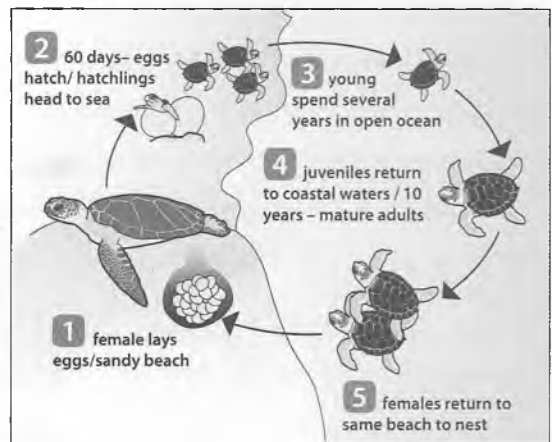 1 female lays
eggs/sandy beach
2 60 days– eggs
hatch/ hatchlings
head to sea
3 young
spend several
years in open ocean
4 juveniles return
to coastal waters / 10
years – mature adults
5 females return to
same beach to nest